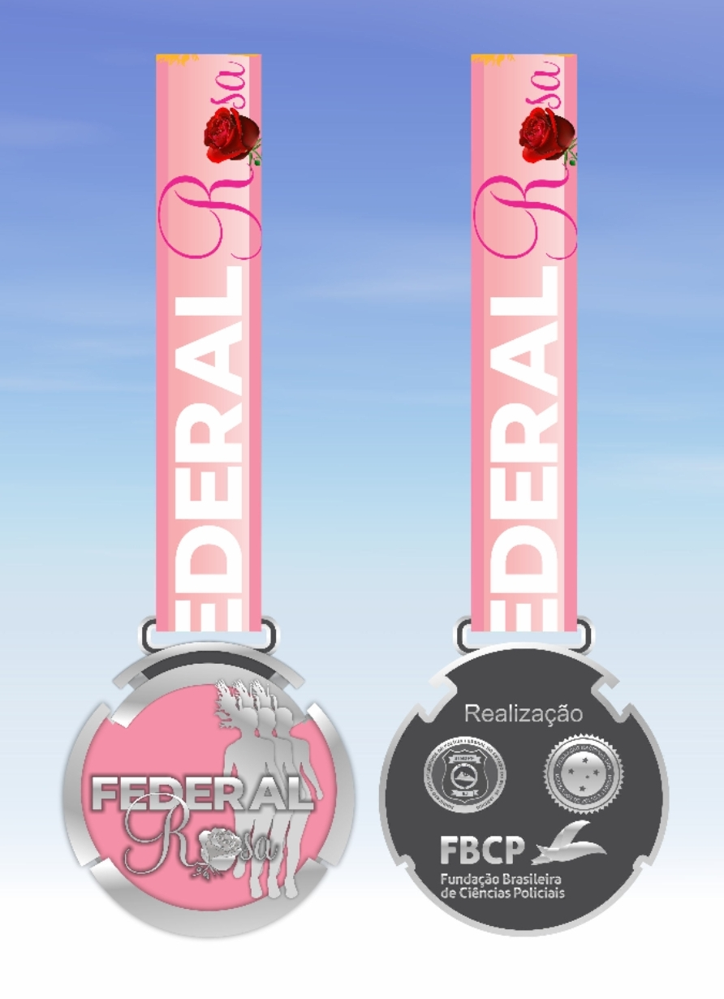 FEDERAL
Rosa
FEDERAL
Rosa
FEDERAL
Rosa
Realização
FBCP
Fundação Brasileira
de Ciências Policiais